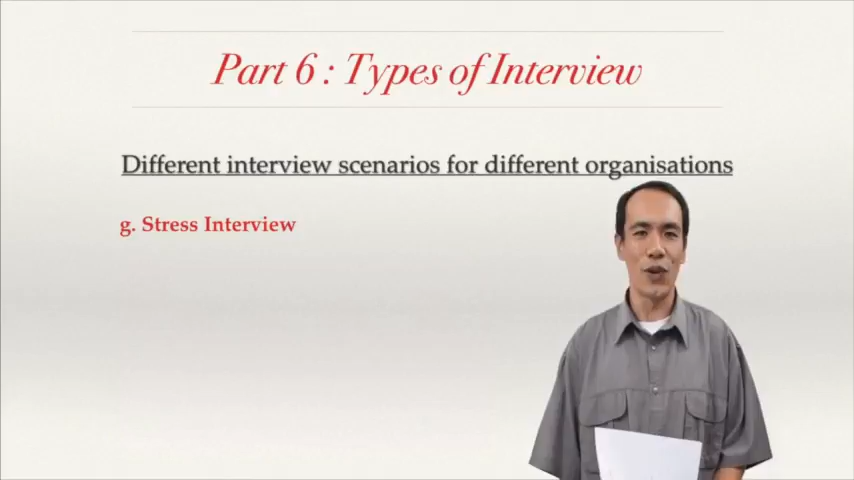 Part 6 : Types of Interview
Different interview scenarios for different organisations
g. Stress Interview